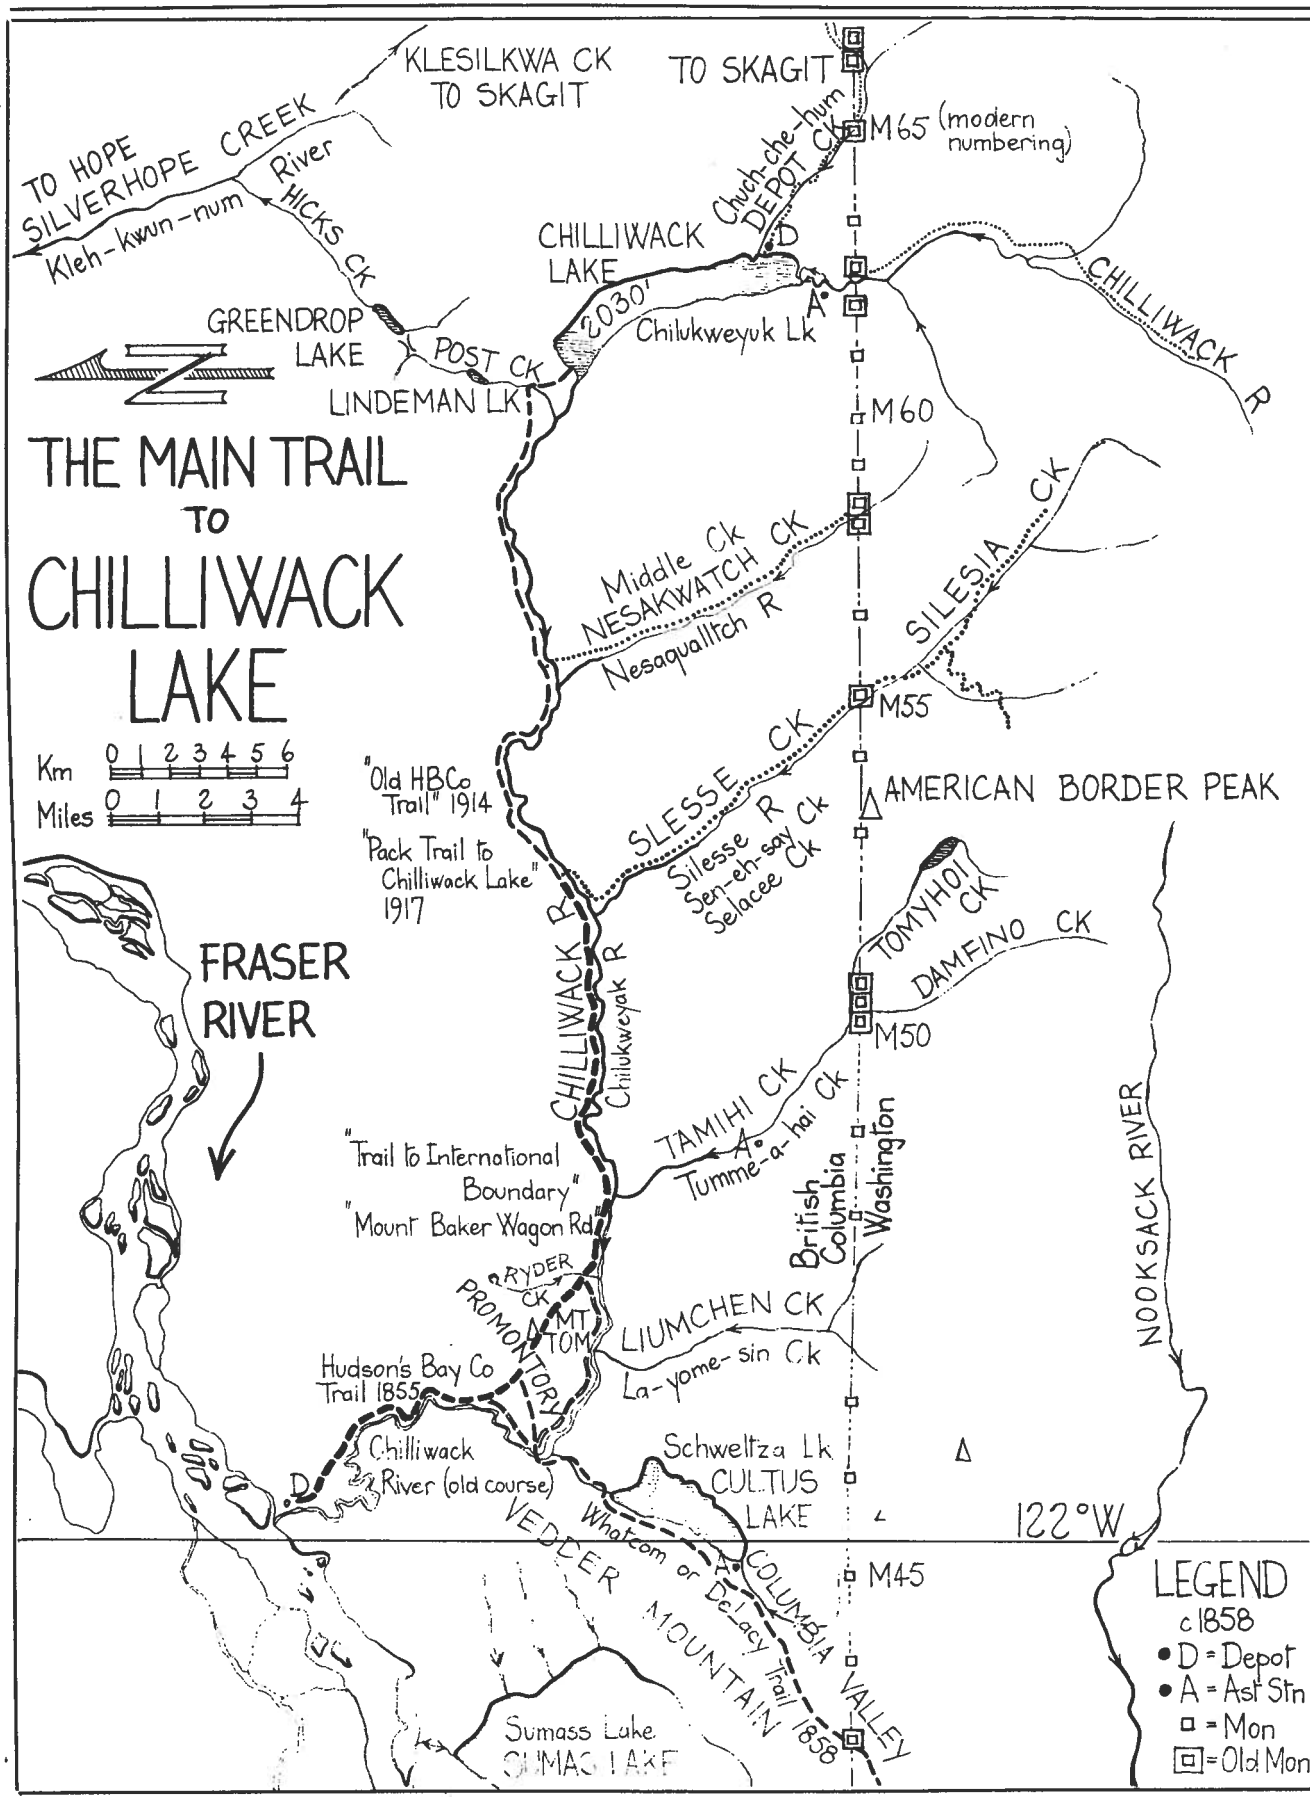 KLESILKWA CK
TO SKAGIT
TO SKAGIT
M65 (modern
numbering)
TO HOPE
SILVERHOPE CREEK
Kleh-kwun-num River
HICKS CK
Chuch-che-hum
DEPOT CK
D
CHILLIWACK
LAKE
2030'
Chilukweyuk Lk
A
CHILLIWACK R
GREENDROP
LAKE
POST CK
LINDEMAN LK
N
M60
THE MAIN TRAIL
TO
CHILLIWACK
LAKE
Km 0 1 2 3 4 5 6
Miles 0 1 2 3 4
Middle Ck
NESAKWATCH CK
Nesaqualltch R
SILESIA CK
M55
"Old HBCo
Trail" 1914
"Pack Trail to
Chilliwack Lake"
1917
SLESSE CK
Silesse R
Sen-eh-say Ck
Selacee Ck
AMERICAN BORDER PEAK
TOMYHOI
CK
DAMFINO CK
M50
FRASER
RIVER
CHILLIWACK R
Chilukweyak R
TAMIHI CK
A
Tumme-a-hai Ck
British
Columbia
Washington
NOOKSACK RIVER
"Trail to International
Boundary"
"Mount Baker Wagon Rd"
RYDER
CK
PROMONTORY
MT
TOM
LIUMCHEN CK
La-yome-sin Ck
Hudson's Bay Co
Trail 1855
Chilliwack
River (old course)
D
Schweltza Lk
CULTUS
LAKE
122°W
Whatcom or DeLacy Trail 1858
VEDDER MOUNTAIN
A
COLUMBIA VALLEY
M45
Sumass Lake
SUMAS LAKE
LEGEND
c1858
D = Depot
A = Ast Stn
= Mon
= Old Mon